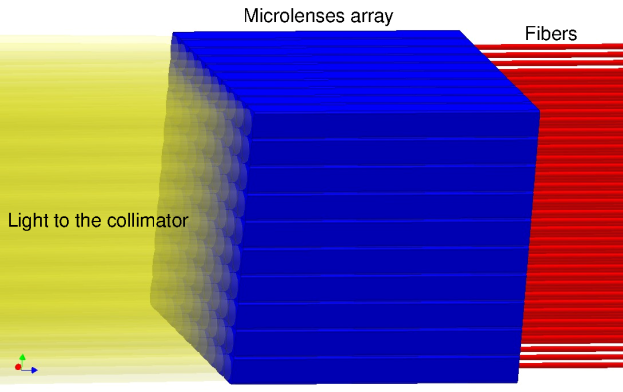 Microlenses array
Fibers
Light to the collimator